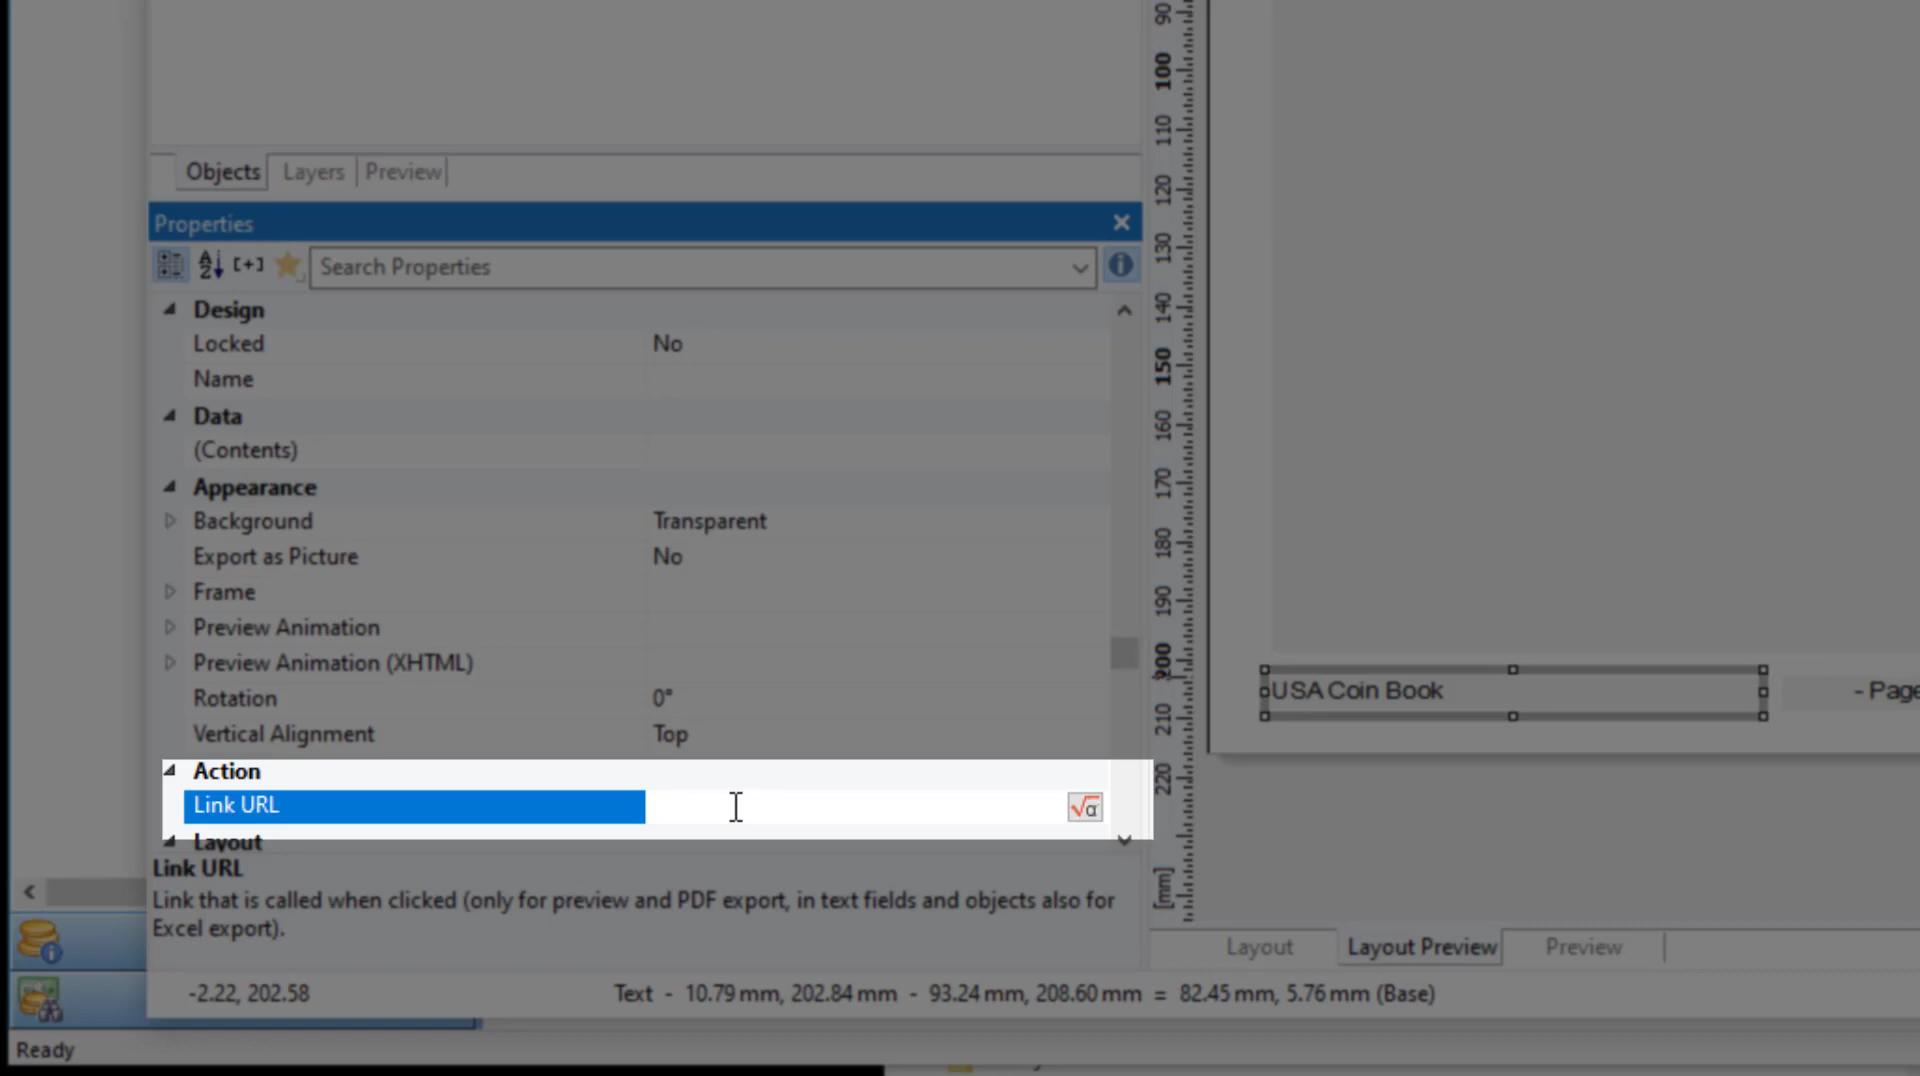 Objects Layers Preview
Properties
Search Properties
Design
Locked No
Name
Data
(Contents)
Appearance
Background Transparent
Export as Picture No
Frame
Preview Animation
Preview Animation (XHTML)
Rotation 0°
Vertical Alignment Top
Action
Link URL
Layout
Link URL
Link that is called when clicked (only for preview and PDF export, in text fields and objects also for
Excel export).
-2.22, 202.58 Text - 10.79 mm, 202.84 mm - 93.24 mm, 208.60 mm = 82.45 mm, 5.76 mm (Base)
Ready
90
100
110
120
130
140
150
160
170
180
190
200
210
220
[mm]
USA Coin Book - Page
Layout Layout Preview Preview